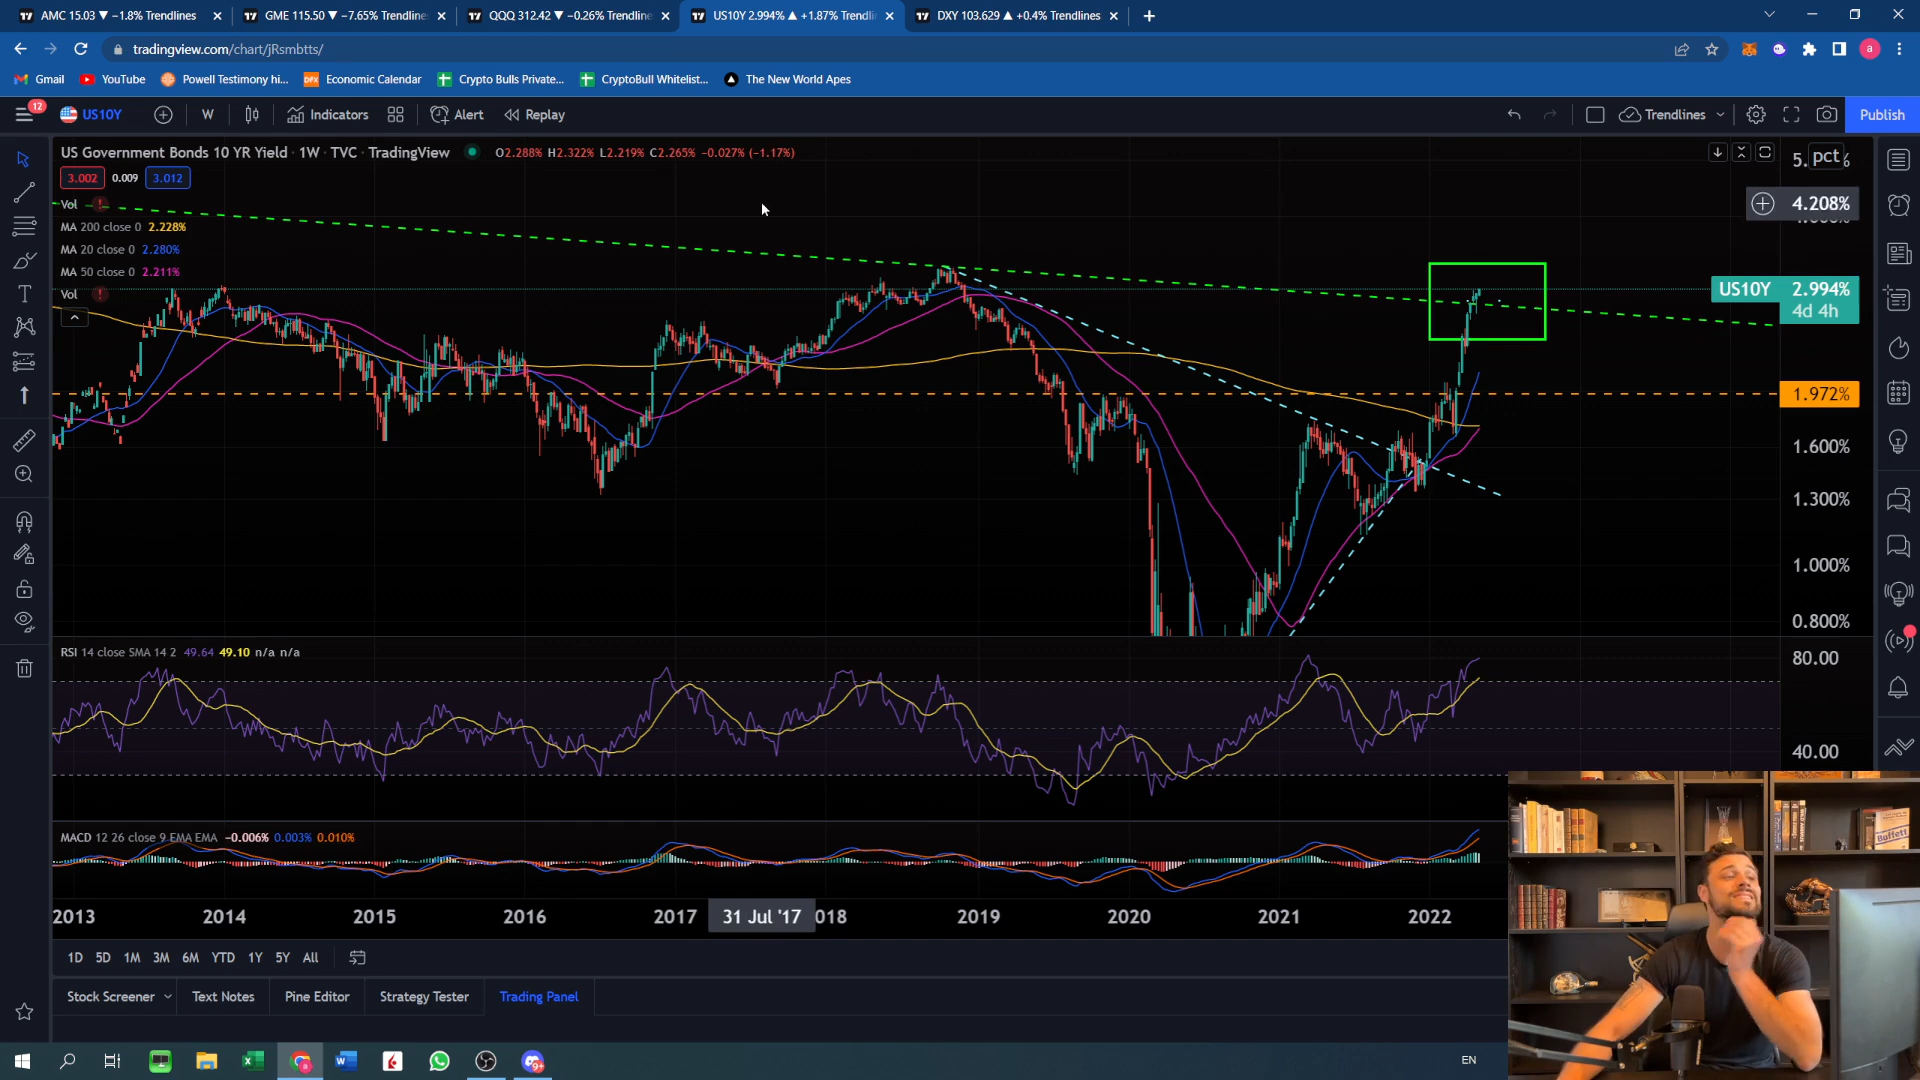 AMC 15.03 ▼ −1.8% Trendlines
GME 115.50 ▼ −7.65% Trendline
QQQ 312.42 ▼ −0.26% Trendline
US10Y 2.994% ▲ +1.87% Trendli
DXY 103.629 ▲ +0.4% Trendlines
tradingview.com/chart/jRsmbtts/
a
Gmail
YouTube
Powell Testimony hi...
DFX
Economic Calendar
Crypto Bulls Private...
CryptoBull Whitelist...
The New World Apes
12
US10Y
W
Indicators
Alert
Replay
Trendlines
Publish
US Government Bonds 10 YR Yield · 1W · TVC · TradingView
O2.288% H2.322% L2.219% C2.265% −0.027% (−1.17%)
3.002
0.009
3.012
Vol
MA 200 close 0 2.228%
MA 20 close 0 2.280%
MA 50 close 0 2.211%
Vol
pct
4.208%
US10Y 2.994%
4d 4h
1.972%
1.600%
1.300%
1.000%
0.800%
RSI 14 close SMA 14 2 49.64 49.10 n/a n/a
80.00
40.00
MACD 12 26 close 9 EMA EMA −0.006% 0.003% 0.010%
2013
2014
2015
2016
2017
31 Jul '17
018
2019
2020
2021
2022
1D
5D
1M
3M
6M
YTD
1Y
5Y
All
Stock Screener
Text Notes
Pine Editor
Strategy Tester
Trading Panel
Buffett
9+
EN